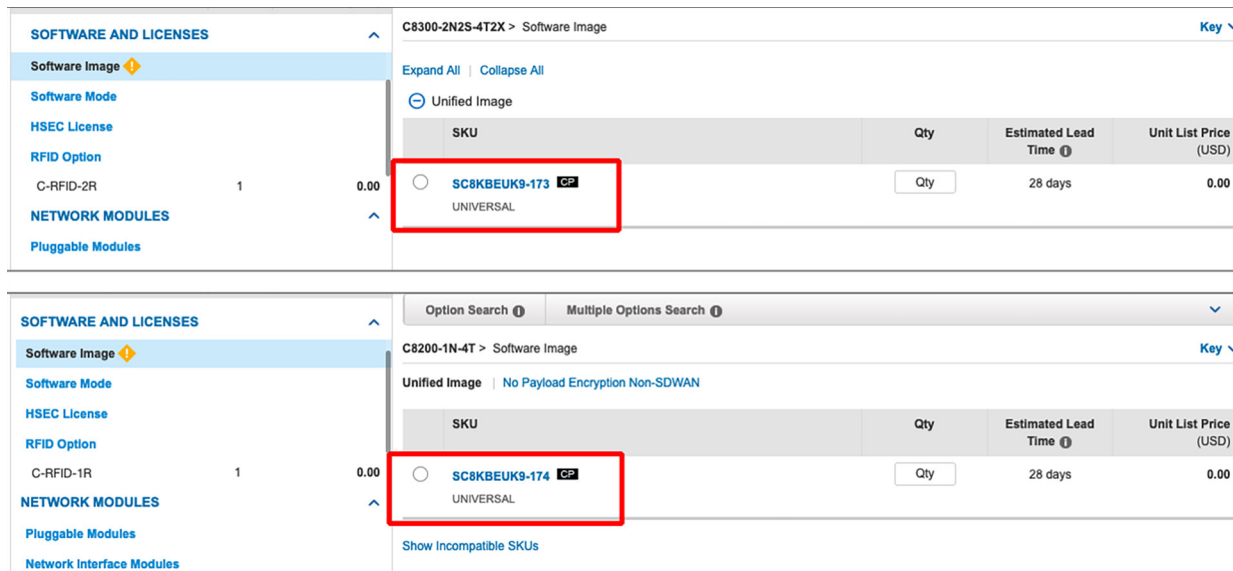 SOFTWARE AND LICENSES
Software Image
Software Mode
HSEC License
RFID Option
C-RFID-2R 1 0.00
NETWORK MODULES
Pluggable Modules
C8300-2N2S-4T2X > Software Image Key
Expand All | Collapse All
Unified Image
SKU Qty Estimated Lead Time Unit List Price (USD)
SC8KBEUK9-173 CP Qty 28 days 0.00
UNIVERSAL
SOFTWARE AND LICENSES
Software Image
Software Mode
HSEC License
RFID Option
C-RFID-1R 1 0.00
NETWORK MODULES
Pluggable Modules
Network Interface Modules
Option Search Multiple Options Search
C8200-1N-4T > Software Image Key
Unified Image | No Payload Encryption Non-SDWAN
SKU Qty Estimated Lead Time Unit List Price (USD)
SC8KBEUK9-174 CP Qty 28 days 0.00
UNIVERSAL
Show Incompatible SKUs